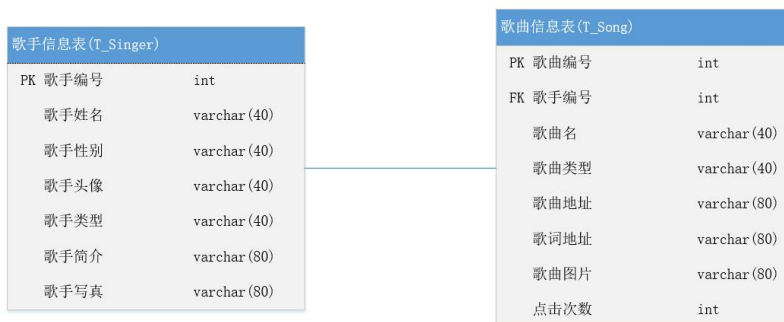 歌手信息表(T_Singer)
PK 歌手编号 int
歌手姓名 varchar(40)
歌手性别 varchar(40)
歌手头像 varchar(40)
歌手类型 varchar(40)
歌手简介 varchar(80)
歌手写真 varchar(80)
歌曲信息表(T_Song)
PK 歌曲编号 int
FK 歌手编号 int
歌曲名 varchar(40)
歌曲类型 varchar(40)
歌曲地址 varchar(80)
歌词地址 varchar(80)
歌曲图片 varchar(80)
点击次数 int